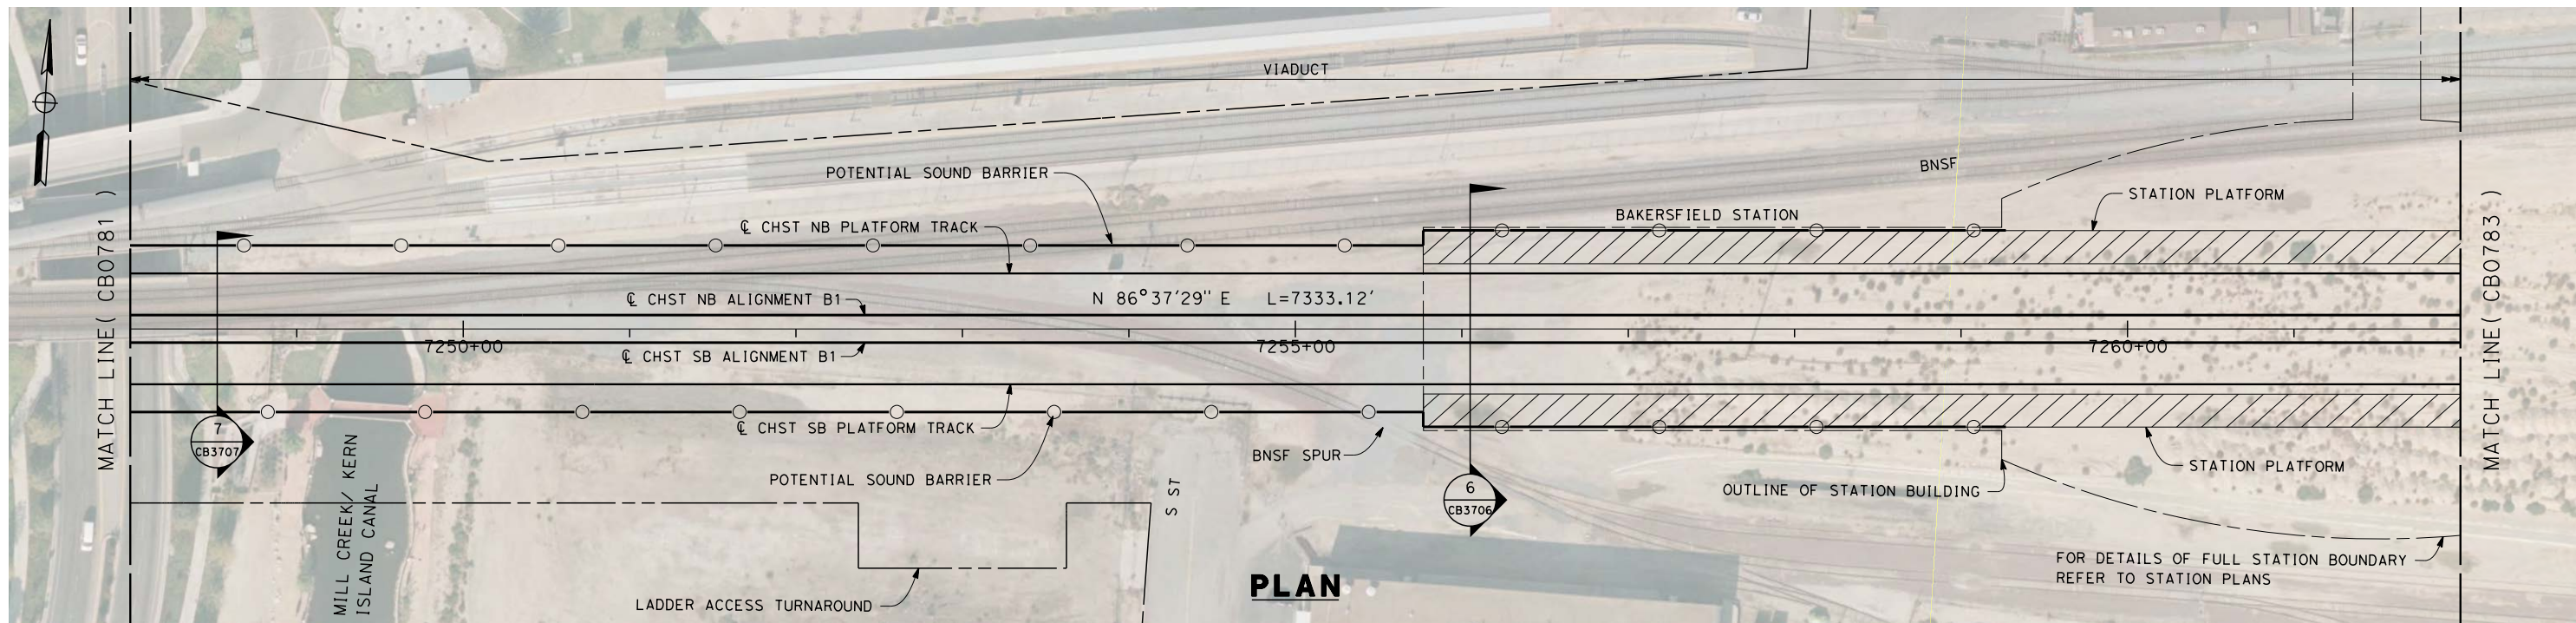 VIADUCT
BNSF
POTENTIAL SOUND BARRIER
STATION PLATFORM
BAKERSFIELD STATION
℄ CHST NB PLATFORM TRACK
MATCH LINE( CB0781 )
MATCH LINE( CB0783 )
℄ CHST NB ALIGNMENT B1
N 86°37'29" E L=7333.12'
7250+00
7255+00
7260+00
℄ CHST SB ALIGNMENT B1
7
CB3707
℄ CHST SB PLATFORM TRACK
BNSF SPUR
STATION PLATFORM
POTENTIAL SOUND BARRIER
6
CB3706
OUTLINE OF STATION BUILDING
MILL CREEK/ KERN
ISLAND CANAL
S ST
FOR DETAILS OF FULL STATION BOUNDARY
REFER TO STATION PLANS
LADDER ACCESS TURNAROUND
PLAN